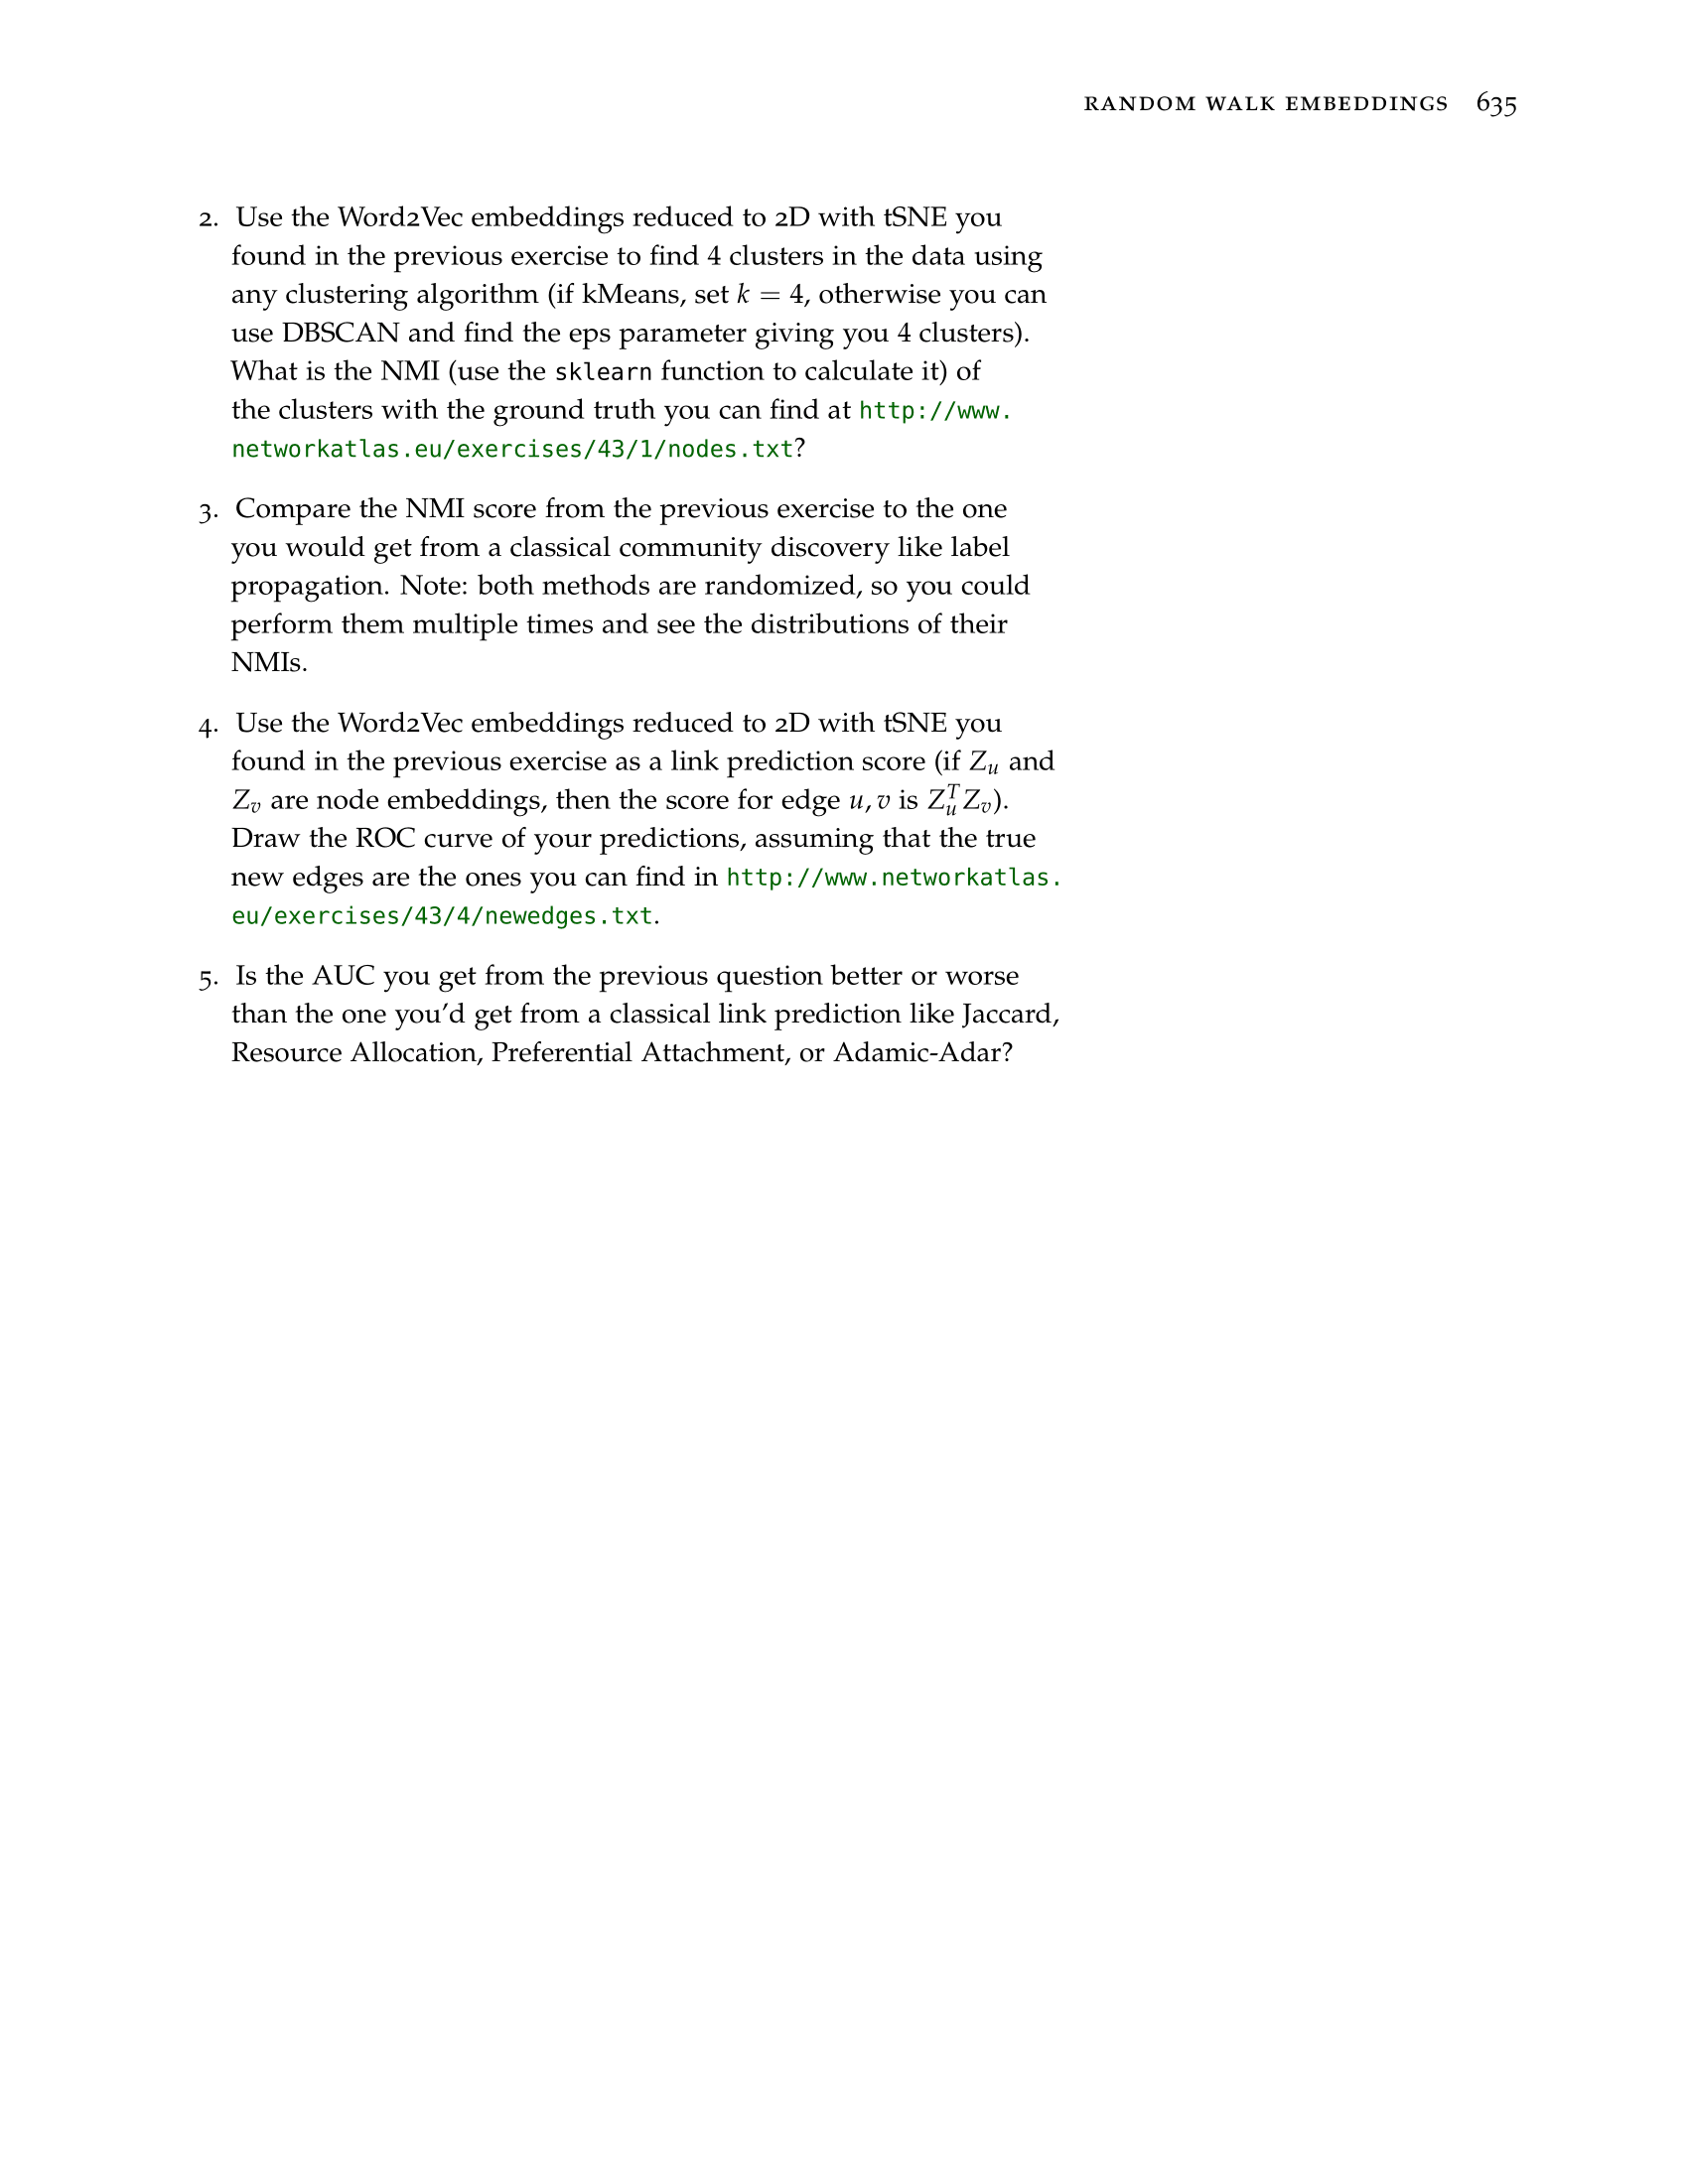 RANDOM WALK EMBEDDINGS 635
2. Use the Word2Vec embeddings reduced to 2D with tSNE you
found in the previous exercise to find 4 clusters in the data using
any clustering algorithm (if kMeans, set k = 4, otherwise you can
use DBSCAN and find the eps parameter giving you 4 clusters).
What is the NMI (use the sklearn function to calculate it) of
the clusters with the ground truth you can find at http://www.
networkatlas.eu/exercises/43/1/nodes.txt?
3. Compare the NMI score from the previous exercise to the one
you would get from a classical community discovery like label
propagation. Note: both methods are randomized, so you could
perform them multiple times and see the distributions of their
NMIs.
4. Use the Word2Vec embeddings reduced to 2D with tSNE you
found in the previous exercise as a link prediction score (if Z_u and
Z_v are node embeddings, then the score for edge u, v is Z_u^T Z_v).
Draw the ROC curve of your predictions, assuming that the true
new edges are the ones you can find in http://www.networkatlas.
eu/exercises/43/4/newedges.txt.
5. Is the AUC you get from the previous question better or worse
than the one you'd get from a classical link prediction like Jaccard,
Resource Allocation, Preferential Attachment, or Adamic-Adar?